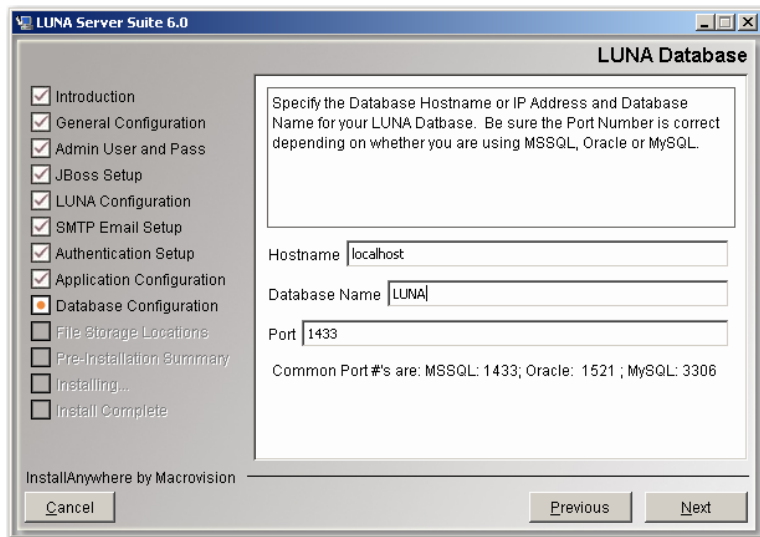 LUNA Server Suite 6.0
LUNA Database
Introduction
General Configuration
Admin User and Pass
JBoss Setup
LUNA Configuration
SMTP Email Setup
Authentication Setup
Application Configuration
Database Configuration
File Storage Locations
Pre-Installation Summary
Installing...
Install Complete
Specify the Database Hostname or IP Address and Database
Name for your LUNA Datbase. Be sure the Port Number is correct
depending on whether you are using MSSQL, Oracle or MySQL.
Hostname localhost
Database Name LUNA
Port 1433
Common Port #'s are: MSSQL: 1433; Oracle: 1521 ; MySQL: 3306
InstallAnywhere by Macrovision
Cancel
Previous
Next